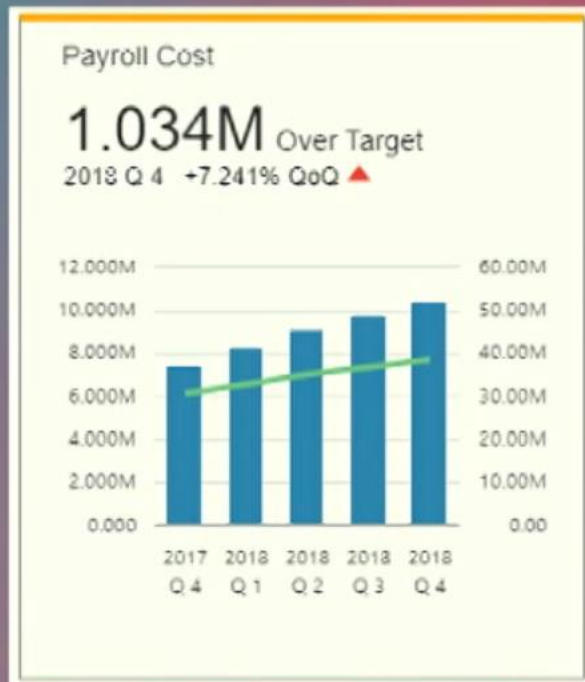 Payroll Cost
1.034M Over Target
2018 Q 4 +7.241% QoQ
12.000M 60.00M
10.000M 50.00M
8.000M 40.00M
6.000M 30.00M
4.000M 20.00M
2.000M 10.00M
0.000 0.00
2017 2018 2018 2018 2018
Q 4 Q 1 Q 2 Q 3 Q 4